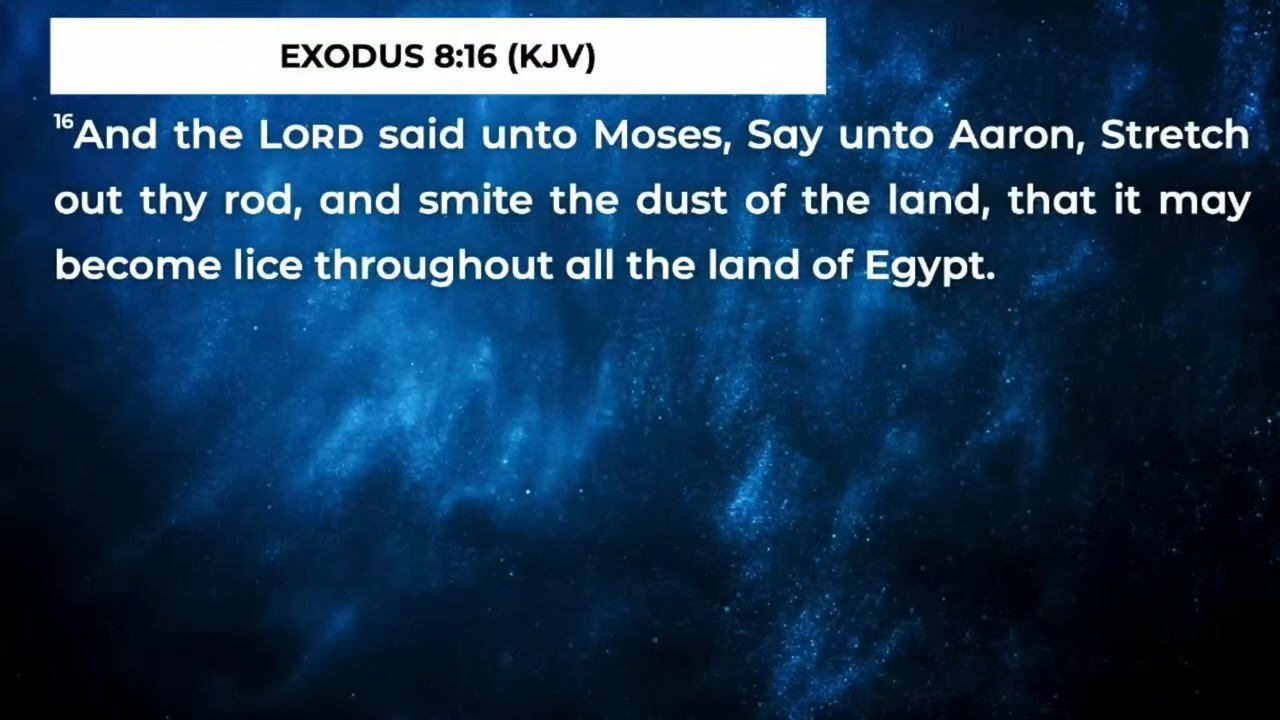 EXODUS 8:16 (KJV)
16And the LORD said unto Moses, Say unto Aaron, Stretch
out thy rod, and smite the dust of the land, that it may
become lice throughout all the land of Egypt.